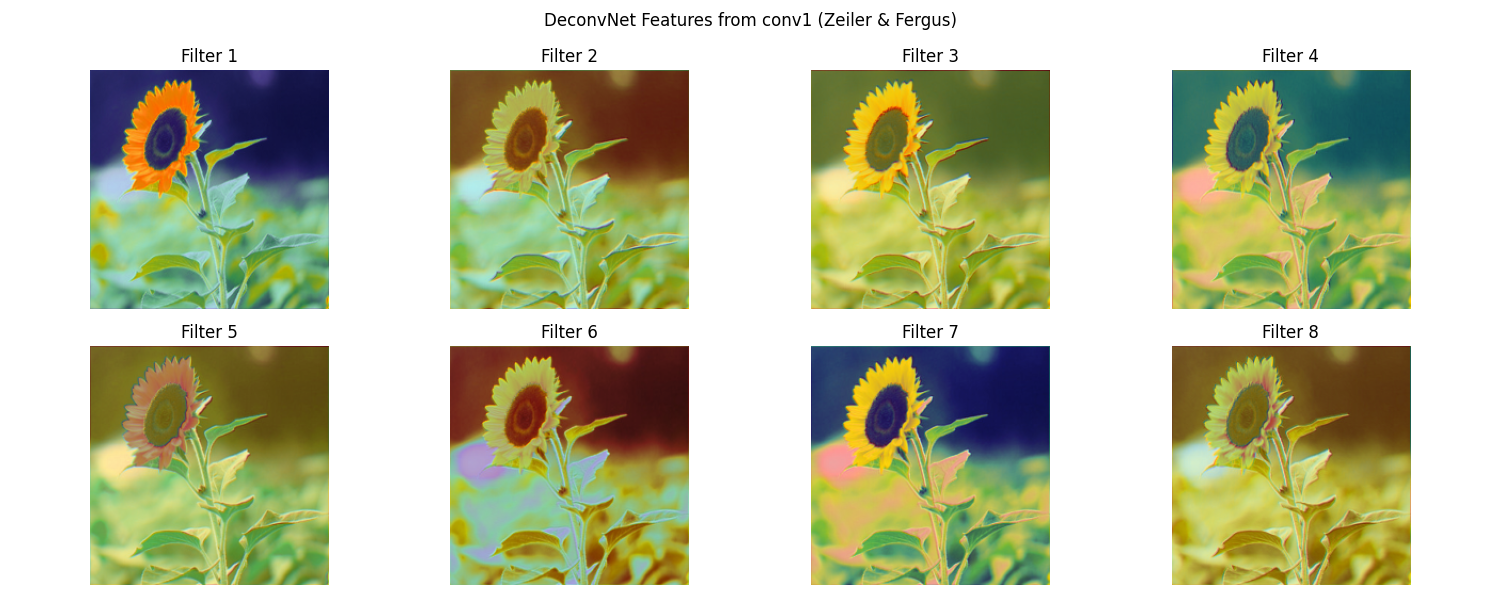 DeconvNet Features from conv1 (Zeiler & Fergus)
Filter 1
Filter 2
Filter 3
Filter 4
Filter 5
Filter 6
Filter 7
Filter 8